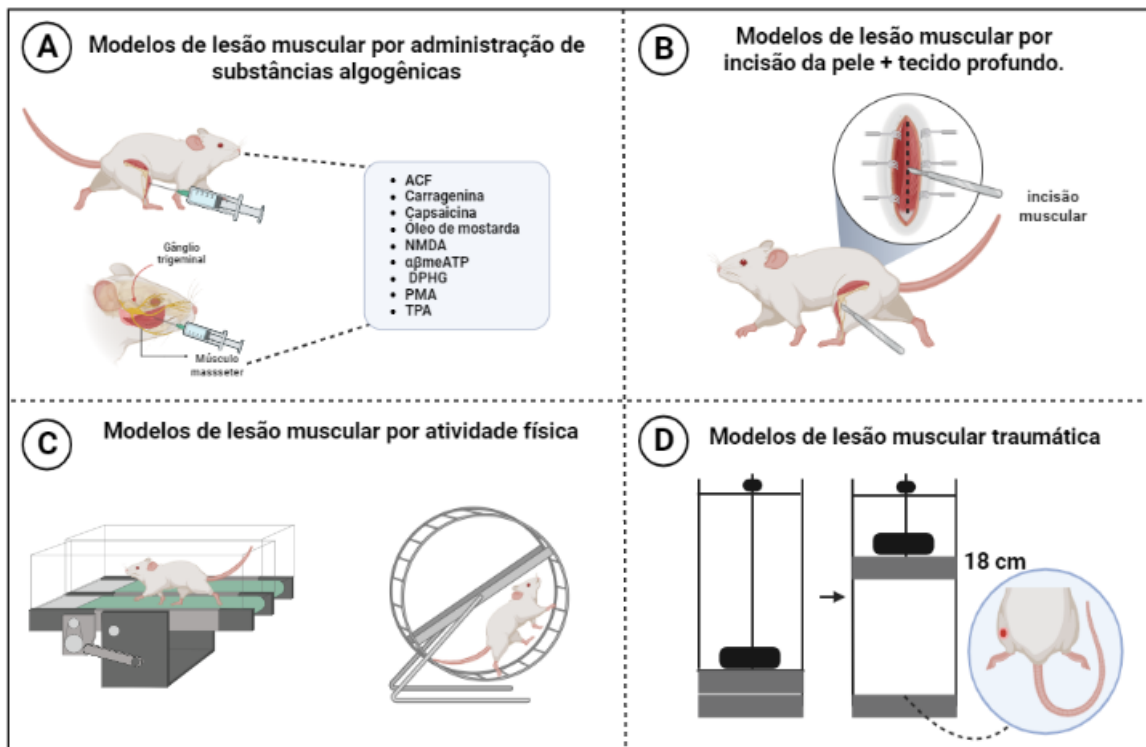 A
Modelos de lesão muscular por administração de
substâncias algogênicas
Gânglio
trigeminal
Músculo
massseter
• ACF
• Carragenina
• Capsaicina
• Óleo de mostarda
• NMDA
• αβmeATP
• DPHG
• PMA
• TPA
B
Modelos de lesão muscular por
incisão da pele + tecido profundo.
incisão
muscular
C
Modelos de lesão muscular por atividade física
D
Modelos de lesão muscular traumática
18 cm